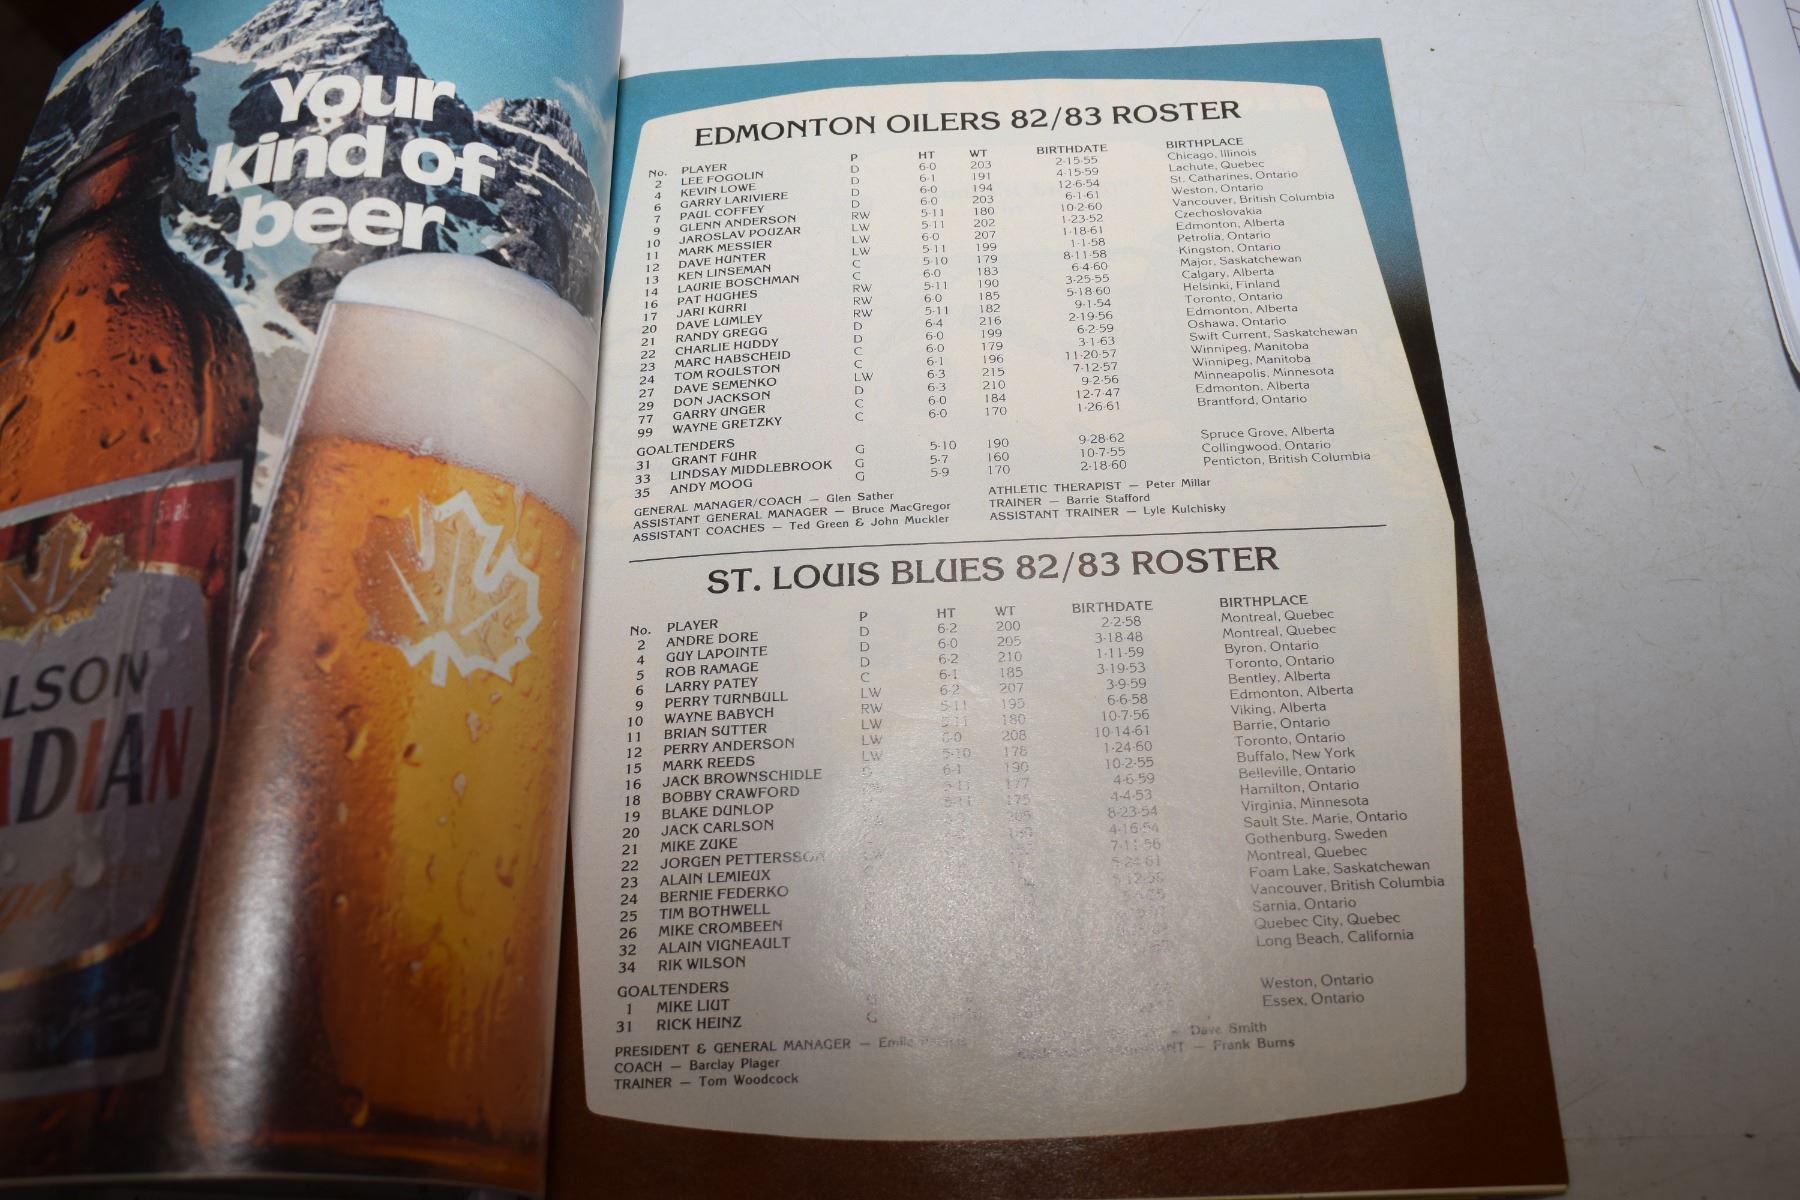 Your
kind of
beer
OLSON
ADIAN
EDMONTON OILERS 82/83 ROSTER
No. PLAYER P HT WT BIRTHDATE BIRTHPLACE
2 LEE FOGOLIN D 6-0 203 2-15-55 Chicago, Illinois
4 KEVIN LOWE D 6-1 191 4-15-59 Lachute, Quebec
6 GARRY LARIVIERE D 6-0 194 12-6-54 St. Catharines, Ontario
7 PAUL COFFEY D 6-0 203 6-1-61 Weston, Ontario
9 GLENN ANDERSON RW 5-11 180 10-2-60 Vancouver, British Columbia
10 JAROSLAV POUZAR LW 5-11 202 1-23-52 Czechoslovakia
11 MARK MESSIER LW 6-0 207 1-18-61 Edmonton, Alberta
12 DAVE HUNTER LW 5-11 199 1-1-58 Petrolia, Ontario
13 KEN LINSEMAN C 5-10 179 8-11-58 Kingston, Ontario
14 LAURIE BOSCHMAN C 6-0 183 6-4-60 Major, Saskatchewan
16 PAT HUGHES RW 5-11 190 3-25-55 Calgary, Alberta
17 JARI KURRI RW 6-0 185 5-18-60 Helsinki, Finland
20 DAVE LUMLEY RW 5-11 182 9-1-54 Toronto, Ontario
21 RANDY GREGG D 6-4 216 2-19-56 Edmonton, Alberta
22 CHARLIE HUDDY D 6-0 199 6-2-59 Oshawa, Ontario
23 MARC HABSCHEID C 6-0 179 3-1-63 Swift Current, Saskatchewan
24 TOM ROULSTON C 6-1 196 11-20-57 Winnipeg, Manitoba
27 DAVE SEMENKO LW 6-3 215 7-12-57 Winnipeg, Manitoba
29 DON JACKSON D 6-3 210 9-2-56 Minneapolis, Minnesota
77 GARRY UNGER C 6-0 184 12-7-47 Edmonton, Alberta
99 WAYNE GRETZKY C 6-0 170 1-26-61 Brantford, Ontario
GOALTENDERS
31 GRANT FUHR G 5-10 190 9-28-62 Spruce Grove, Alberta
33 LINDSAY MIDDLEBROOK G 5-7 160 10-7-55 Collingwood, Ontario
35 ANDY MOOG G 5-9 170 2-18-60 Penticton, British Columbia
GENERAL MANAGER/COACH — Glen Sather ATHLETIC THERAPIST — Peter Millar
ASSISTANT GENERAL MANAGER — Bruce MacGregor TRAINER — Barrie Stafford
ASSISTANT COACHES — Ted Green & John Muckler ASSISTANT TRAINER — Lyle Kulchisky
ST. LOUIS BLUES 82/83 ROSTER
No. PLAYER P HT WT BIRTHDATE BIRTHPLACE
2 ANDRE DORE D 6-2 200 2-2-58 Montreal, Quebec
4 GUY LAPOINTE D 6-0 205 3-18-48 Montreal, Quebec
5 ROB RAMAGE D 6-2 210 1-11-59 Byron, Ontario
6 LARRY PATEY C 6-1 185 3-19-53 Toronto, Ontario
9 PERRY TURNBULL LW 6-2 207 3-9-59 Bentley, Alberta
10 WAYNE BABYCH RW 5-11 195 6-6-58 Edmonton, Alberta
11 BRIAN SUTTER LW 5-11 180 10-7-56 Viking, Alberta
12 PERRY ANDERSON LW 6-0 208 10-14-61 Barrie, Ontario
15 MARK REEDS LW 5-10 178 1-24-60 Toronto, Ontario
16 JACK BROWNSCHIDLE 6-1 190 10-2-55 Buffalo, New York
18 BOBBY CRAWFORD 5-11 177 4-6-59 Belleville, Ontario
19 BLAKE DUNLOP 5-11 175 4-4-53 Hamilton, Ontario
20 JACK CARLSON 205 8-23-54 Virginia, Minnesota
21 MIKE ZUKE 4-16-54 Sault Ste. Marie, Ontario
22 JORGEN PETTERSSON 7-11-56 Gothenburg, Sweden
23 ALAIN LEMIEUX 5-24-61 Montreal, Quebec
24 BERNIE FEDERKO Foam Lake, Saskatchewan
25 TIM BOTHWELL Vancouver, British Columbia
26 MIKE CROMBEEN Sarnia, Ontario
32 ALAIN VIGNEAULT Quebec City, Quebec
34 RIK WILSON Long Beach, California
GOALTENDERS
1 MIKE LIUT G Weston, Ontario
31 RICK HEINZ G Essex, Ontario
PRESIDENT & GENERAL MANAGER — Emile — Dave Smith
COACH — Barclay Plager — Frank Burns
TRAINER — Tom Woodcock